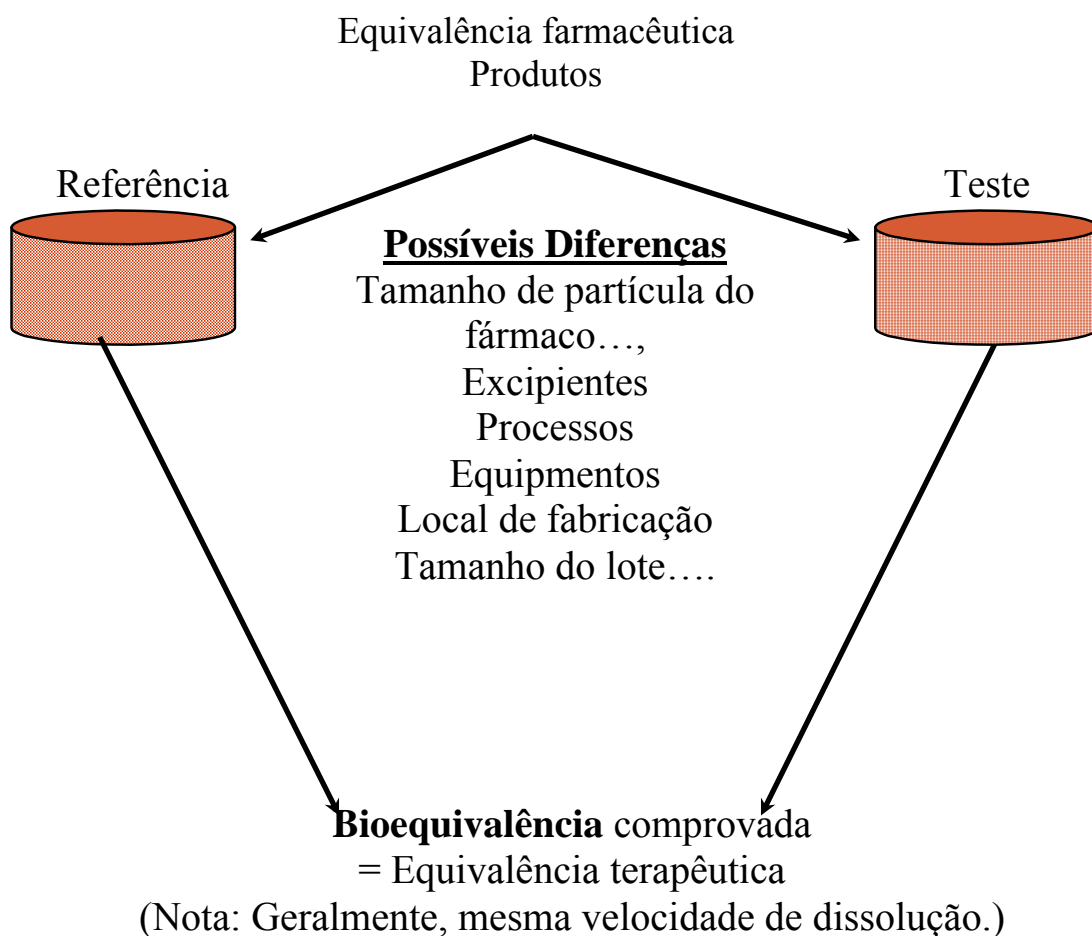 Equivalência farmacêutica
Produtos
Referência
Teste
Possíveis Diferenças
Tamanho de partícula do
fármaco…,
Excipientes
Processos
Equipmentos
Local de fabricação
Tamanho do lote….
Bioequivalência comprovada
= Equivalência terapêutica
(Nota: Geralmente, mesma velocidade de dissolução.)